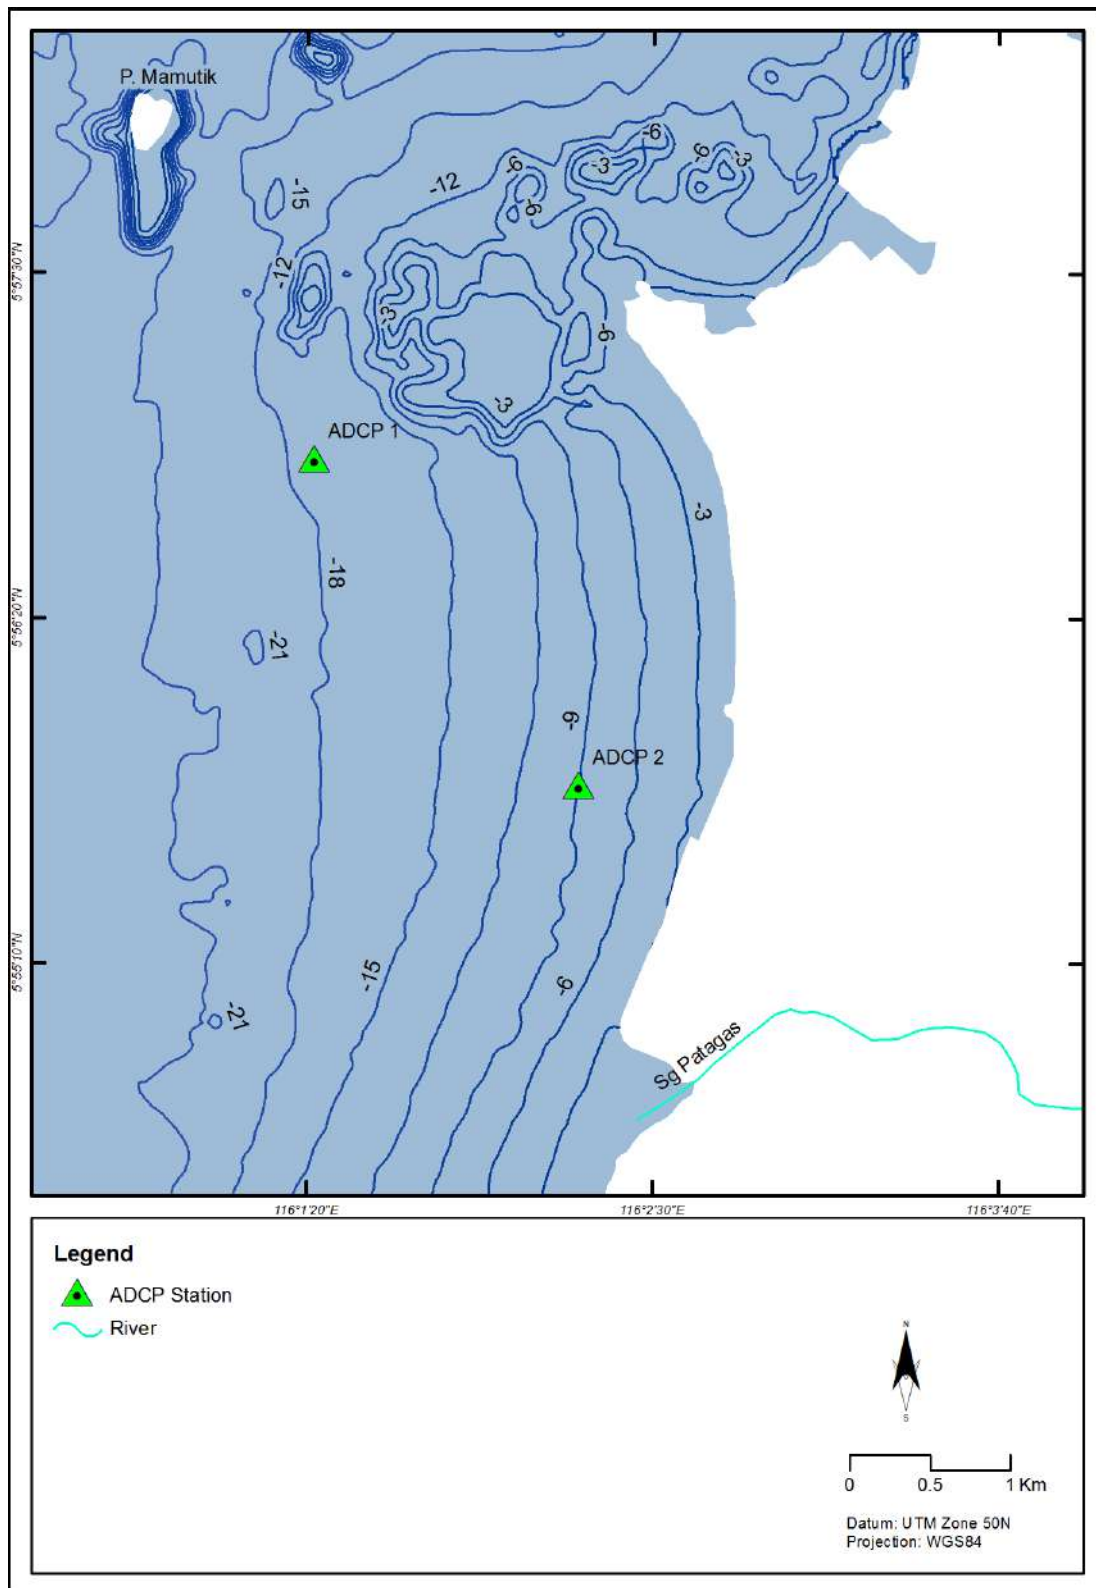 P. Mamutik
-6
-6
-3
-3
-12
-6
-15
-6
5°57'30"N
-12
-3
-6
-3
ADCP 1
-3
-18
5°56'20"N
-21
-9
ADCP 2
5°55'10"N
-15
-6
-21
Sg Patagas
116°1'20"E
116°2'30"E
116°3'40"E
Legend
ADCP Station
River
N
S
0 0.5 1 Km
Datum: UTM Zone 50N
Projection: WGS84